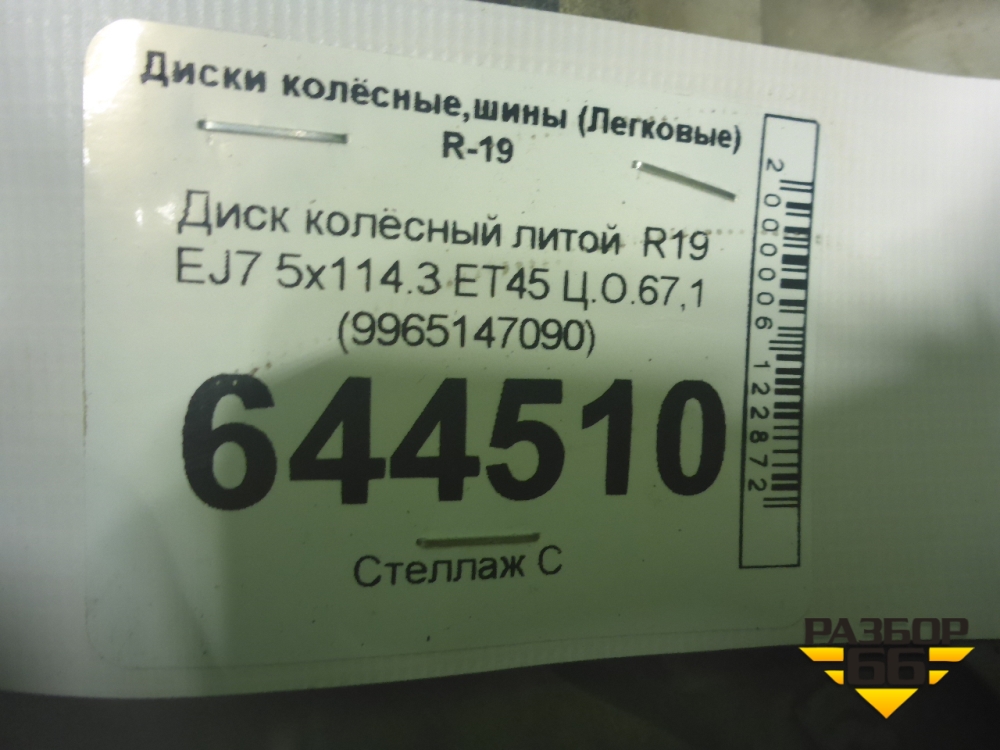 Диски колёсные,шины (Легковые)
R-19
Диск колёсный литой R19
EJ7 5x114.3 ET45 Ц.О.67,1
(9965147090)
644510
Стеллаж С
2000006122872
РАЗБОР
66